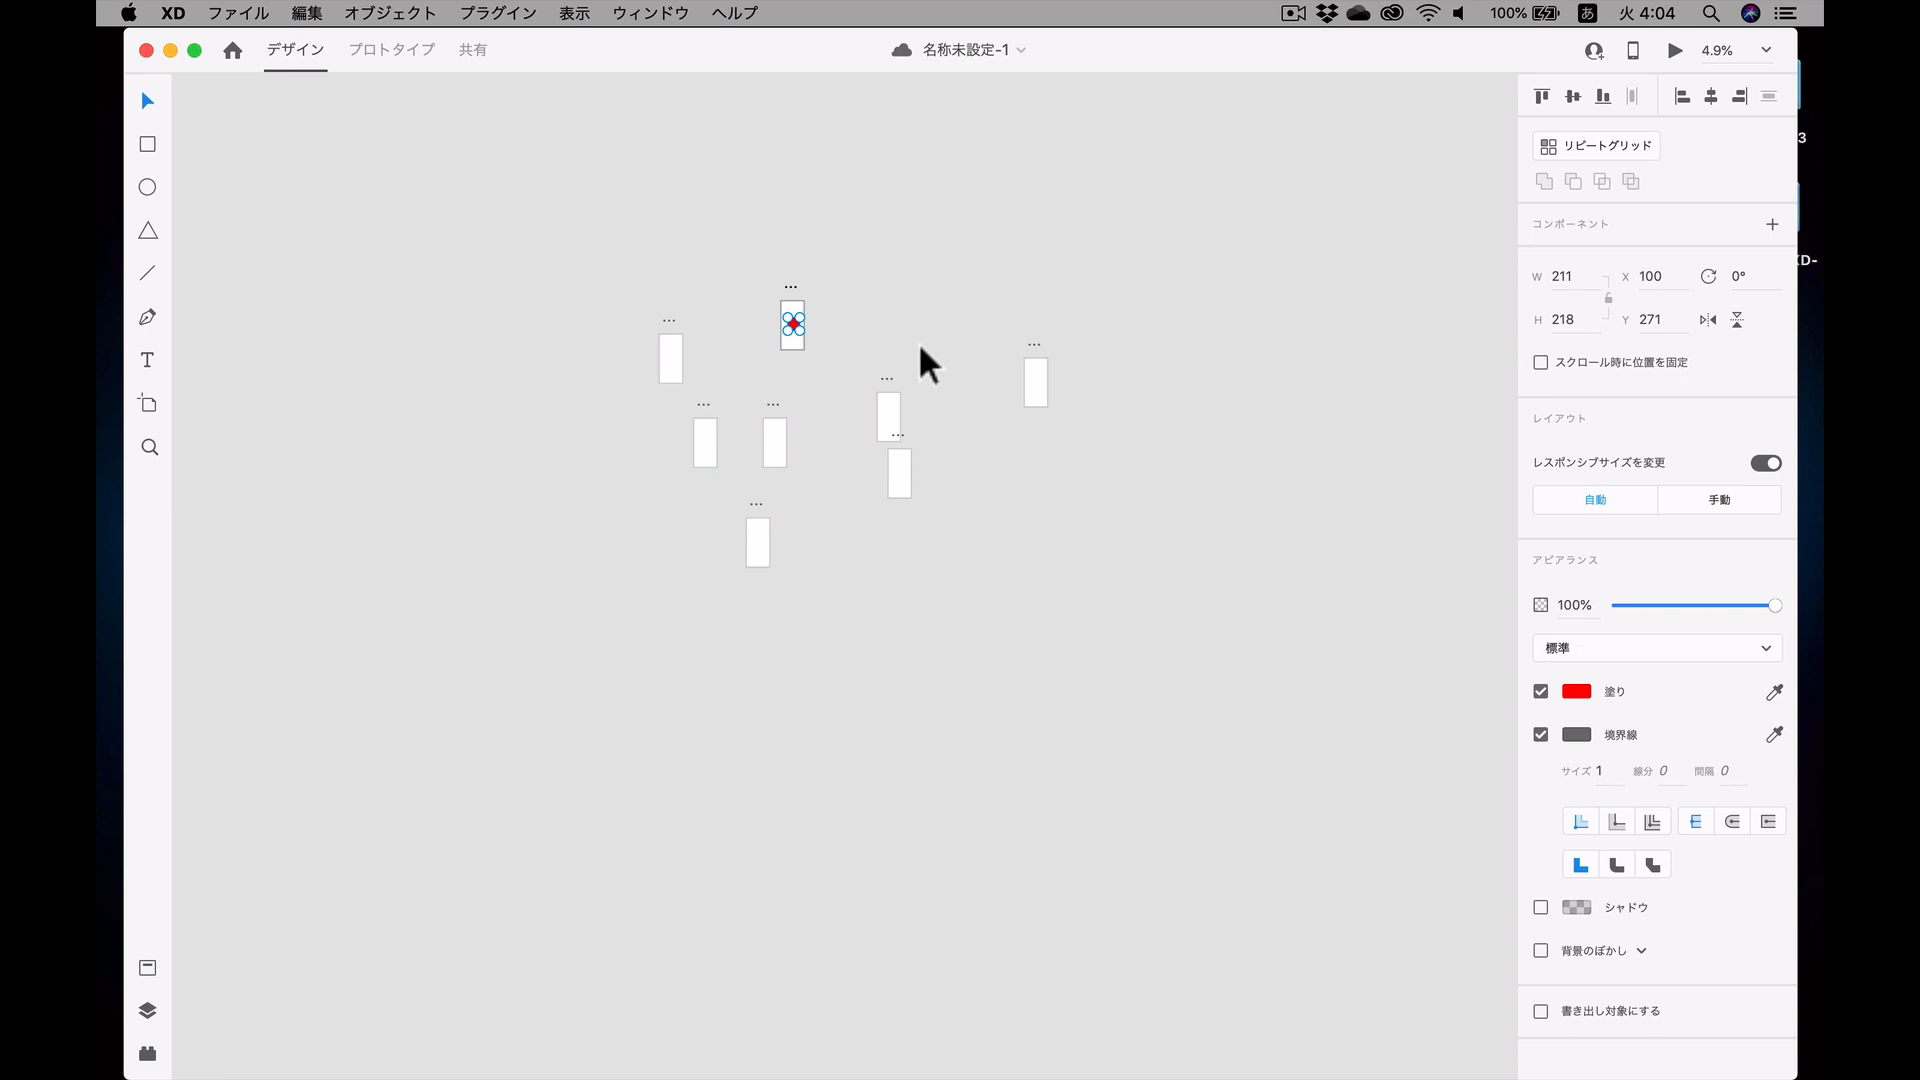 XD ファイル 編集 オブジェクト プラグイン 表示 ウィンドウ ヘルプ 100% あ 火 4:04
デザイン プロトタイプ 共有 名称未設定-1 4.9%
3
リピートグリッド
コンポーネント
XD-
W 211 X 100 0°
H 218 Y 271
スクロール時に位置を固定
レイアウト
レスポンシブサイズを変更
自動 手動
アピアランス
100%
標準
塗り
境界線
サイズ 1 線分 0 間隔 0
シャドウ
背景のぼかし
書き出し対象にする
...
...
...
...
...
...
...
...
T